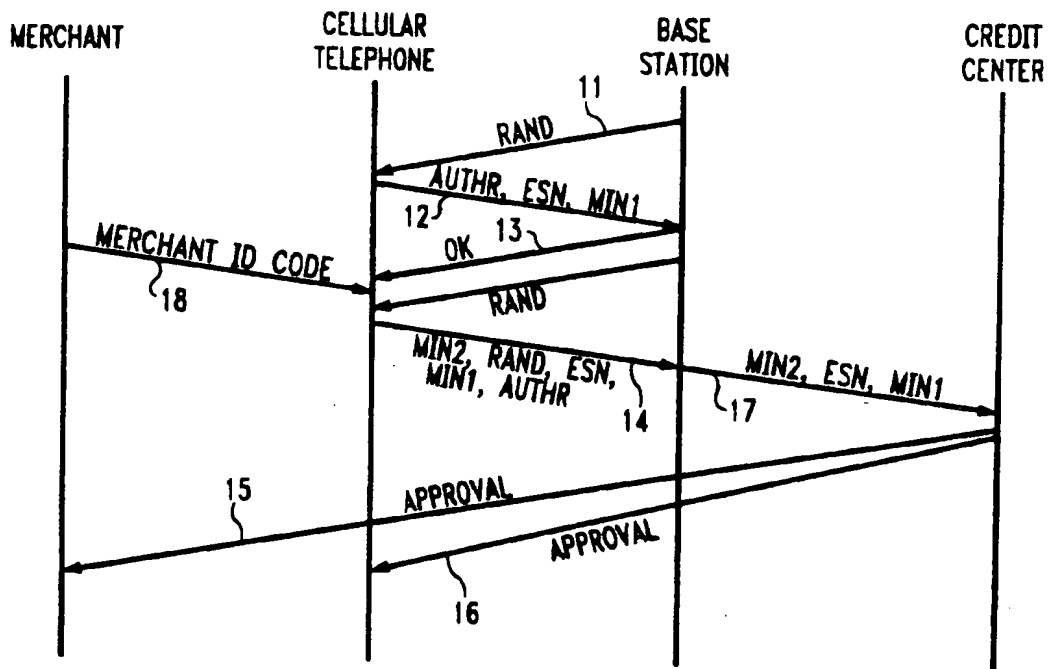 MERCHANT
CELLULAR
TELEPHONE
BASE
STATION
CREDIT
CENTER
11
RAND
AUTHR, ESN, MIN1
12
13
OK
MERCHANT ID CODE
18
RAND
MIN2, RAND, ESN,
MIN1, AUTHR
14
17
MIN2, ESN, MIN1
15
APPROVAL
APPROVAL
16